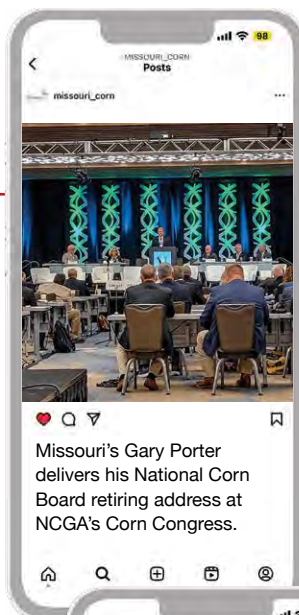 98
MISSOURI_CORN
Posts
missouri_corn
Missouri's Gary Porter
delivers his National Corn
Board retiring address at
NCGA's Corn Congress.